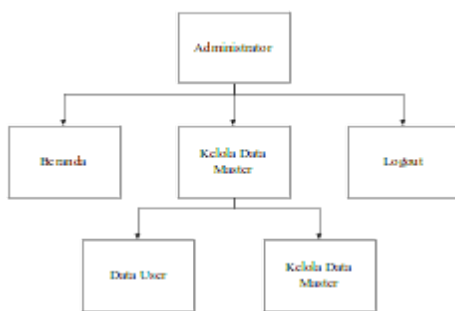 Administrator
Beranda
Kelola Data
Master
Logout
Data User
Kelola Data
Master